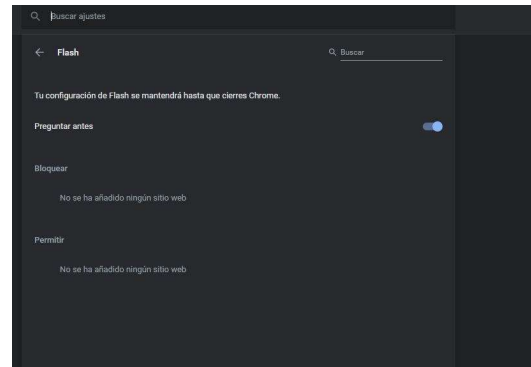 Buscar ajustes
Flash
Buscar
Tu configuración de Flash se mantendrá hasta que cierres Chrome.
Preguntar antes
Bloquear
No se ha añadido ningún sitio web
Permitir
No se ha añadido ningún sitio web